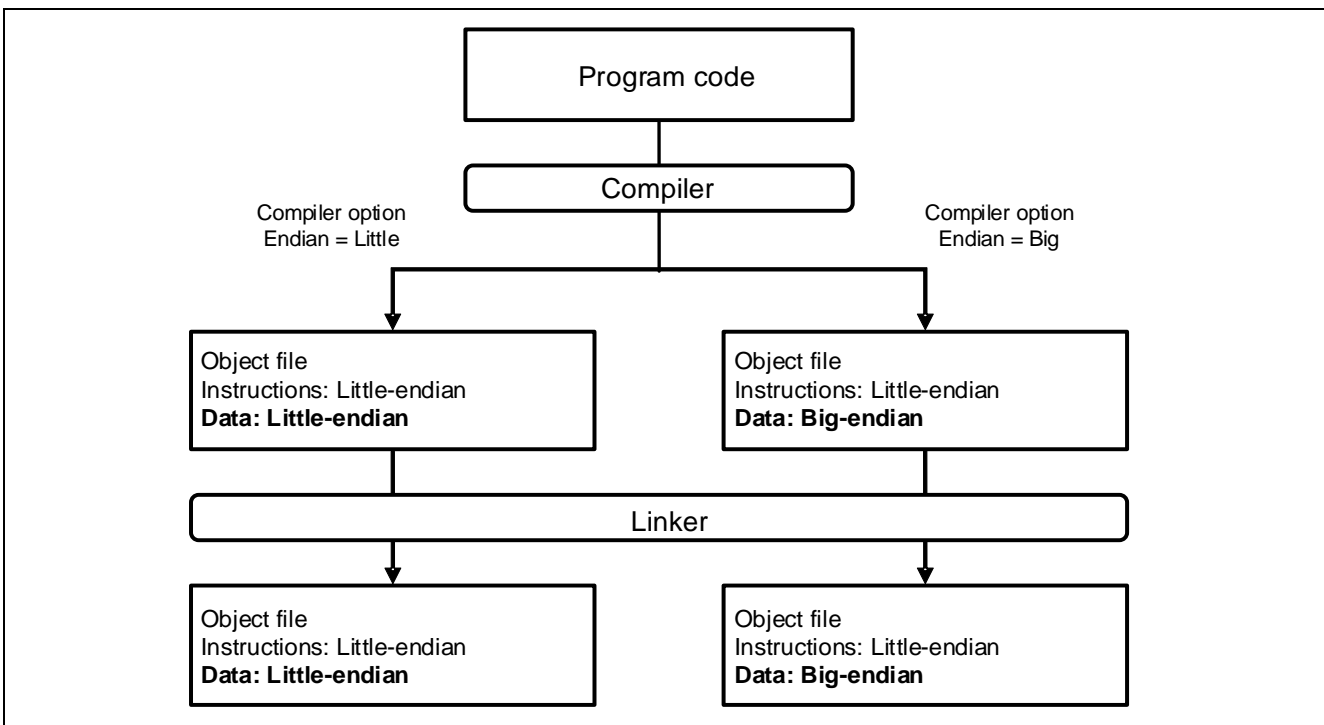 Program code
Compiler
Compiler option
Endian = Little
Compiler option
Endian = Big
Object file
Instructions: Little-endian
Data: Little-endian
Object file
Instructions: Little-endian
Data: Big-endian
Linker
Object file
Instructions: Little-endian
Data: Little-endian
Object file
Instructions: Little-endian
Data: Big-endian